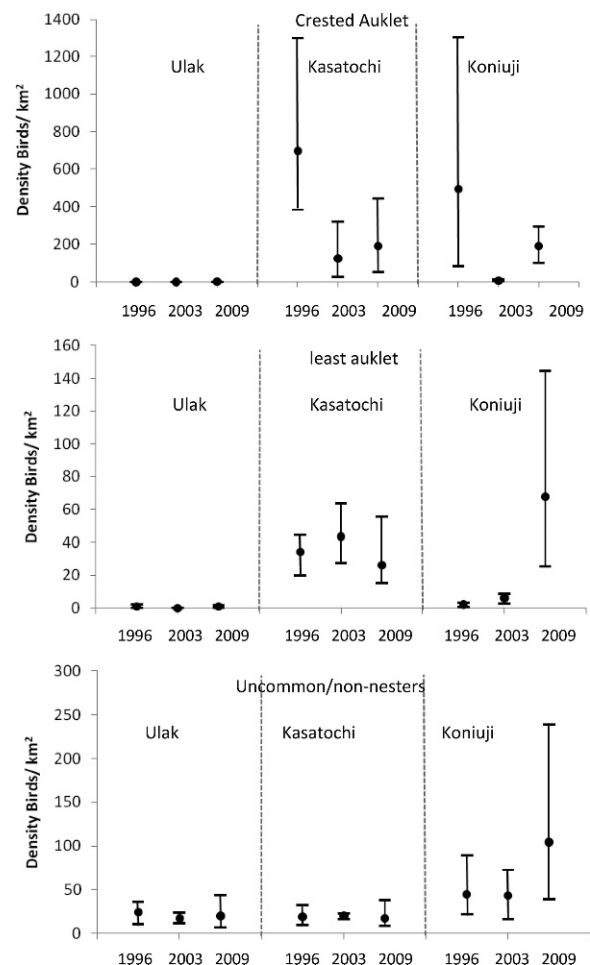 Crested Auklet
Ulak Kasatochi Koniuji
Density Birds/ km²
1400
1200
1000
800
600
400
200
0
1996 2003 2009 1996 2003 2009 1996 2003 2009
least auklet
Ulak Kasatochi Koniuji
Density Birds/ km²
160
140
120
100
80
60
40
20
0
1996 2003 2009 1996 2003 2009 1996 2003 2009
Uncommon/non-nesters
Ulak Kasatochi Koniuji
Density Birds/ km²
300
250
200
150
100
50
0
1996 2003 2009 1996 2003 2009 1996 2003 2009